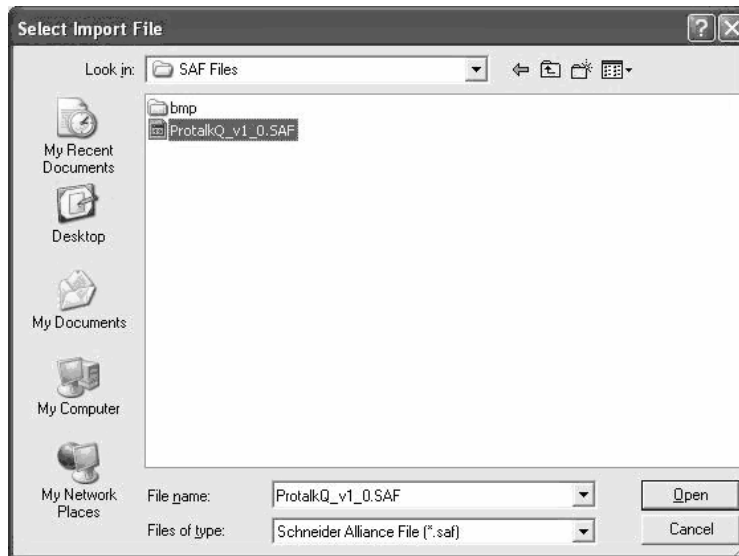 Select Import File
Look in: SAF Files
bmp
ProtalkQ_v1_0.SAF
My Recent
Documents
Desktop
My Documents
My Computer
My Network
Places
File name: ProtalkQ_v1_0.SAF Open
Files of type: Schneider Alliance File (*.saf) Cancel